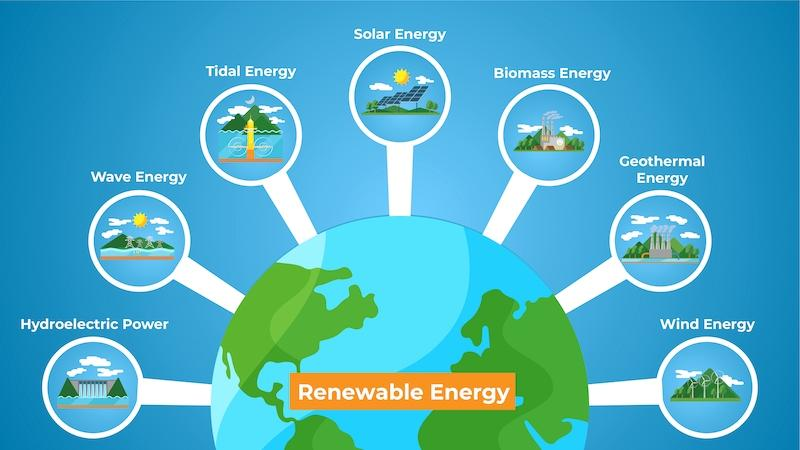 Solar Energy
Tidal Energy
Biomass Energy
Wave Energy
Geothermal
Energy
Hydroelectric Power
Wind Energy
Renewable Energy